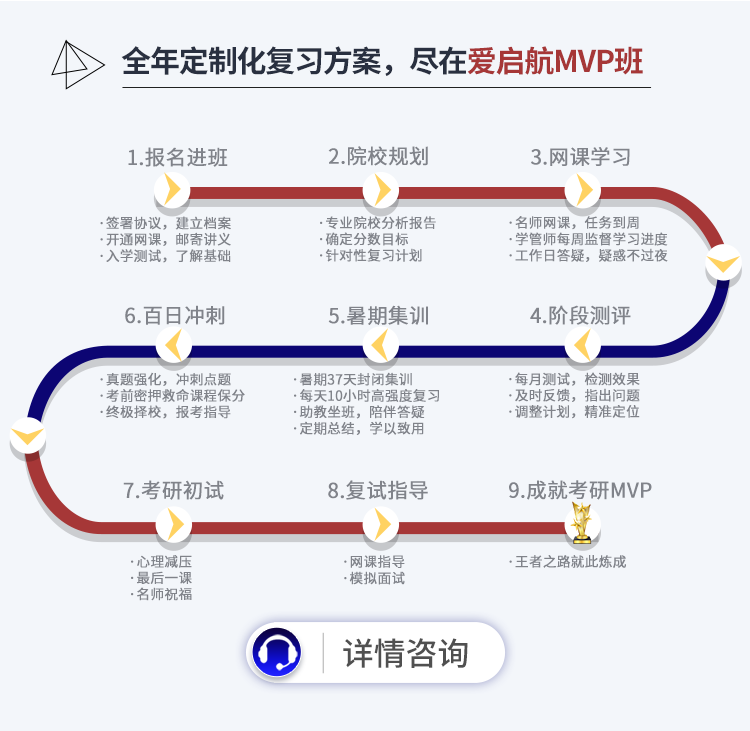 全年定制化复习方案，尽在爱启航MVP班
1.报名进班
·签署协议，建立档案
·开通网课，邮寄讲义
·入学测试，了解基础
2.院校规划
·专业院校分析报告
·确定分数目标
·针对性复习计划
3.网课学习
·名师网课，任务到周
·学管师每周监督学习进度
·工作日答疑，疑惑不过夜
4.阶段测评
·每月测试，检测效果
·及时反馈，指出问题
·调整计划，精准定位
5.暑期集训
·暑期37天封闭集训
·每天10小时高强度复习
·助教坐班，陪伴答疑
·定期总结，学以致用
6.百日冲刺
·真题强化，冲刺点题
·考前密押救命课程保分
·终极择校，报考指导
7.考研初试
·心理减压
·最后一课
·名师祝福
8.复试指导
·网课指导
·模拟面试
9.成就考研MVP
·王者之路就此炼成
详情咨询